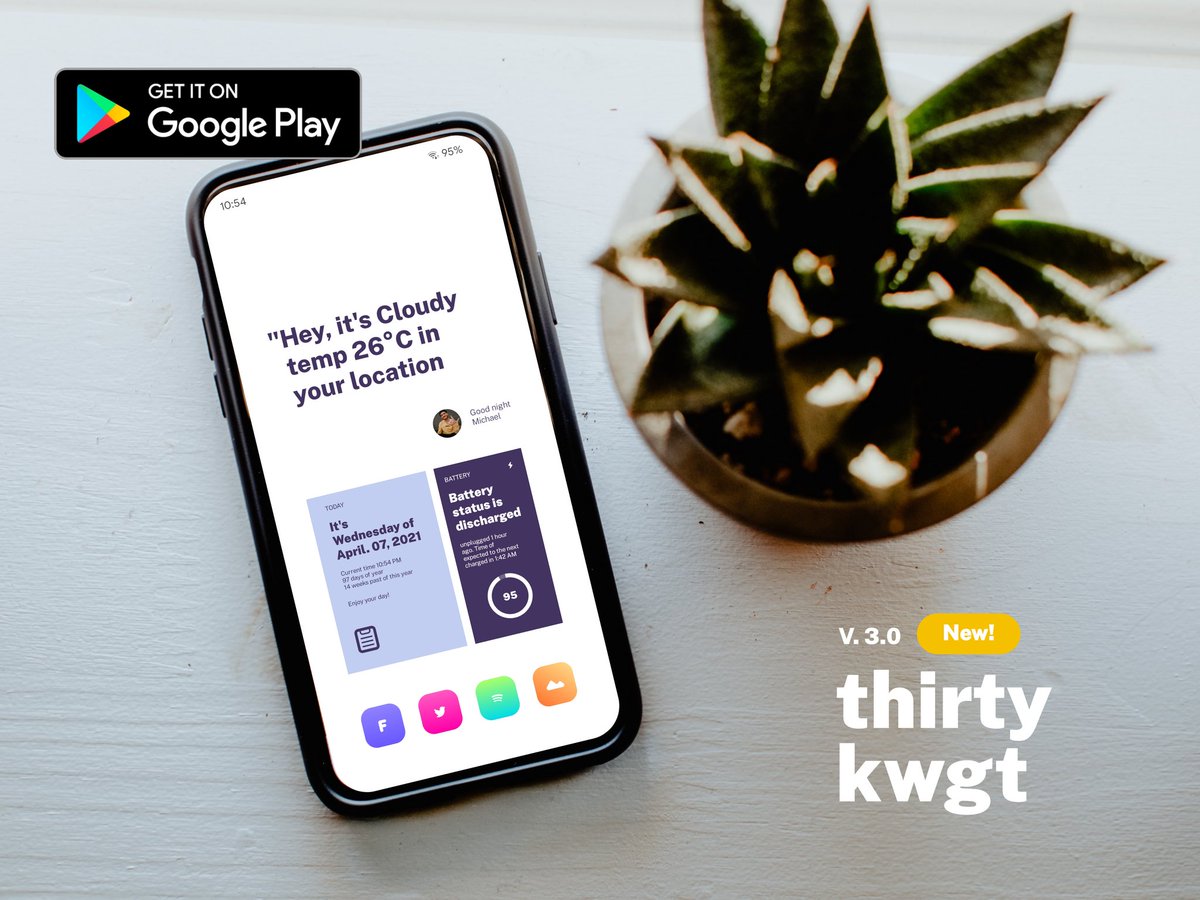 GET IT ON
Google Play
95%
10:54
"Hey, it's Cloudy
temp 26°C in
your location
Good night
Michael
TODAY
It's
Wednesday of
April. 07, 2021
Current time 10:54 PM
97 days of year
14 weeks past of this year
Enjoy your day!
BATTERY
Battery
status is
discharged
unplugged 1 hour
ago. Time of
expected to the next
charged in 1:42 AM
95
F
V. 3.0
New!
thirty
kwgt